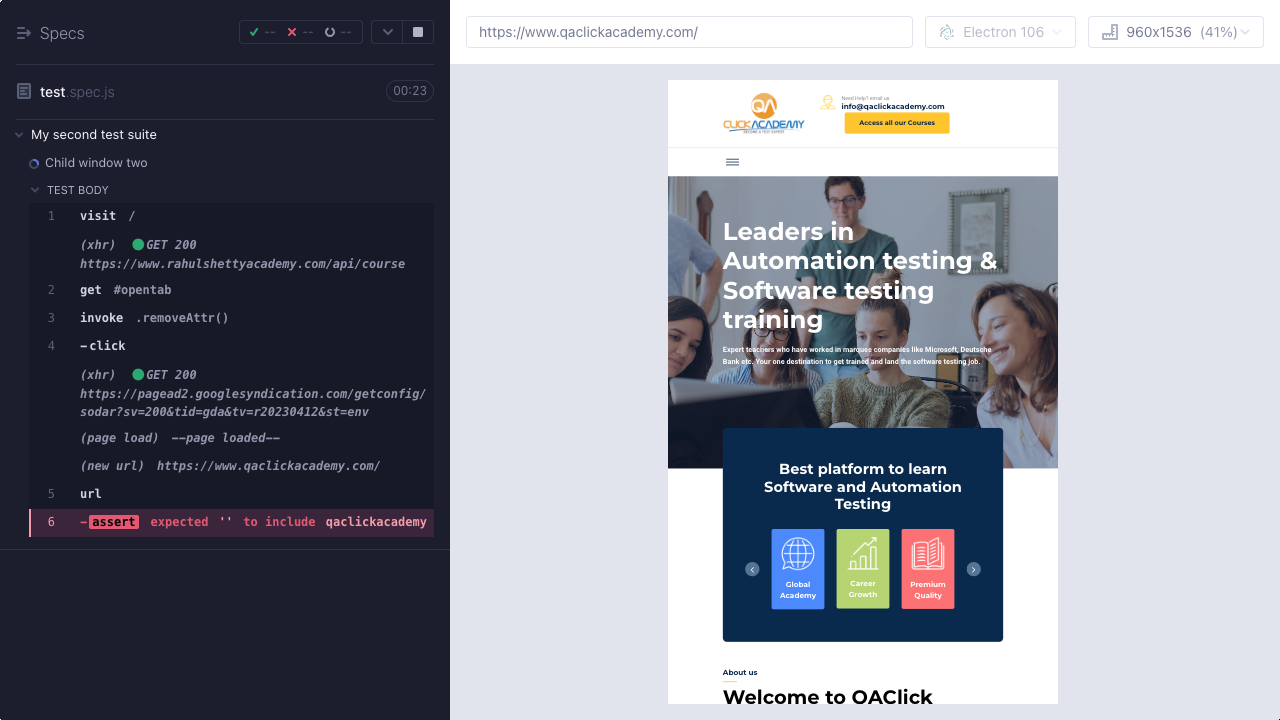 Specs
-- -- --
https://www.qaclickacademy.com/
Electron 106
960x1536 (41%)
test.spec.js
00:23
My second test suite
Child window two
TEST BODY
1 visit /
(xhr) GET 200
https://www.rahulshettyacademy.com/api/course
2 get #opentab
3 invoke .removeAttr()
4 -click
(xhr) GET 200
https://pagead2.googlesyndication.com/getconfig/
sodar?sv=200&tid=gda&tv=r20230412&st=env
(page load) --page loaded--
(new url) https://www.qaclickacademy.com/
5 url
6 -assert expected '' to include qaclickacademy
QA
CLICKACADEMY
BECOME A TEST EXPERT
Need Help? email us
info@qaclickacademy.com
Access all our Courses
Leaders in
Automation testing &
Software testing
training
Expert teachers who have worked in marquee companies like Microsoft, Deutsche
Bank etc. Your one destination to get trained and land the software testing job.
Best platform to learn
Software and Automation
Testing
Global
Academy
Career
Growth
Premium
Quality
About us
Welcome to QAClick